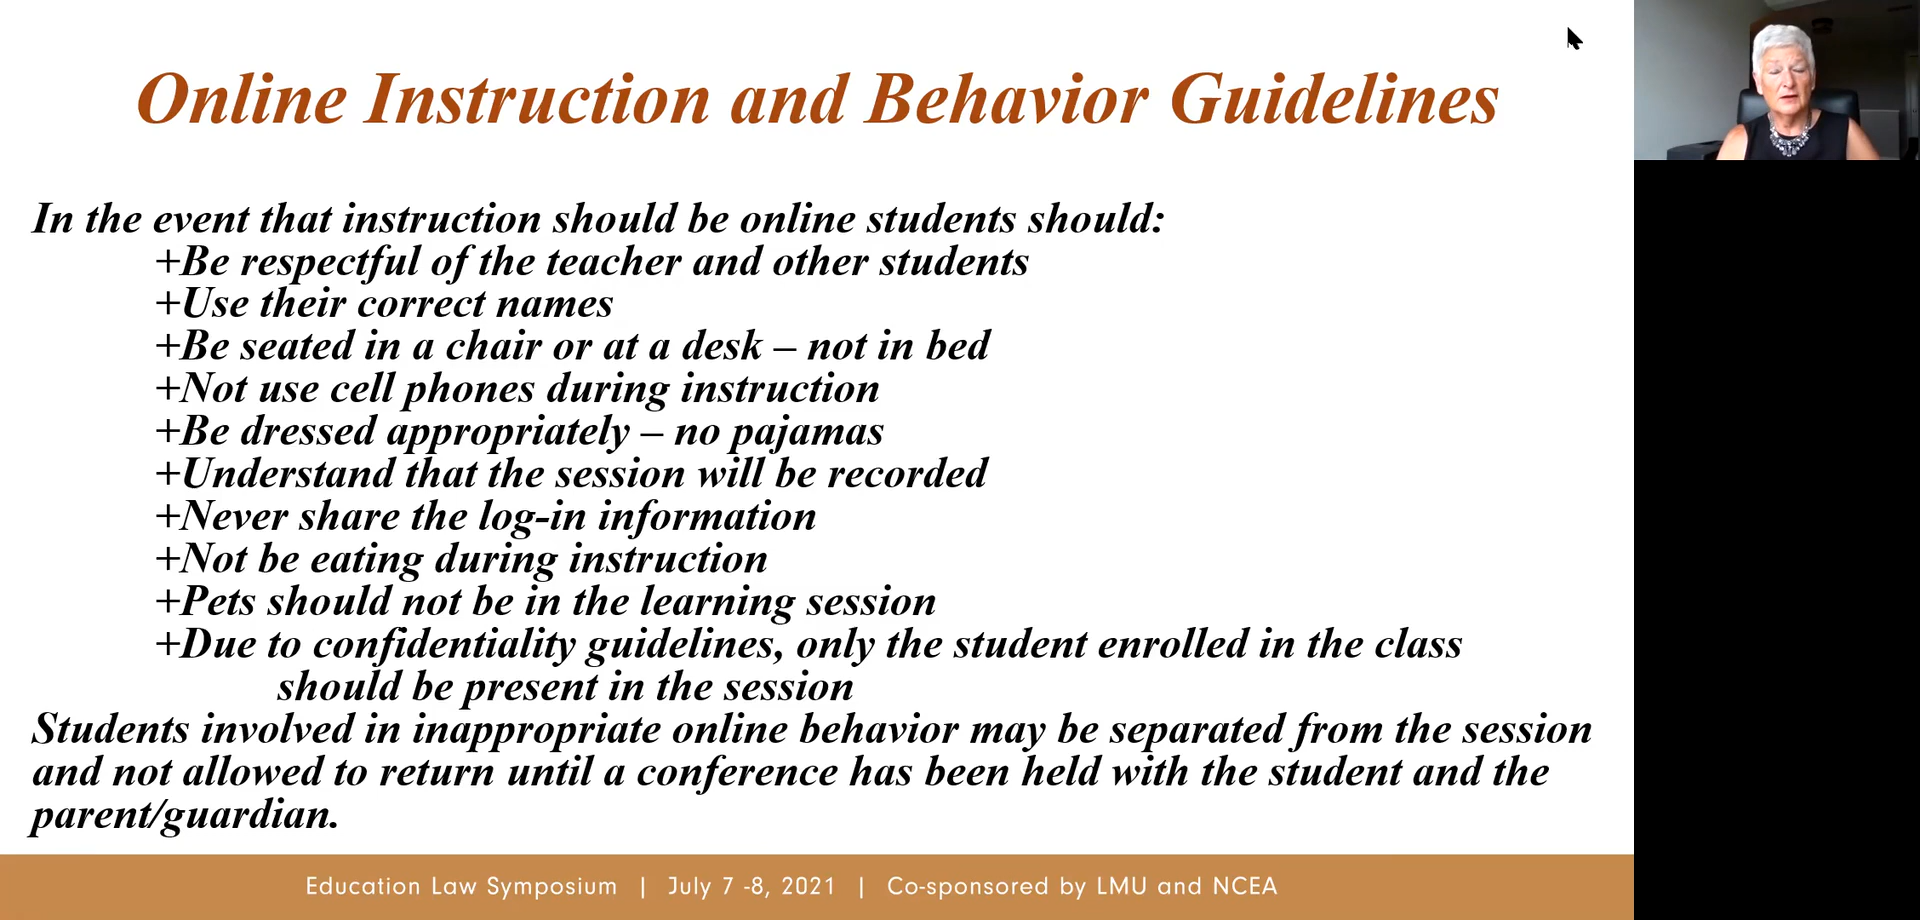 Online Instruction and Behavior Guidelines
In the event that instruction should be online students should:
+Be respectful of the teacher and other students
+Use their correct names
+Be seated in a chair or at a desk – not in bed
+Not use cell phones during instruction
+Be dressed appropriately – no pajamas
+Understand that the session will be recorded
+Never share the log-in information
+Not be eating during instruction
+Pets should not be in the learning session
+Due to confidentiality guidelines, only the student enrolled in the class
should be present in the session
Students involved in inappropriate online behavior may be separated from the session
and not allowed to return until a conference has been held with the student and the
parent/guardian.
Education Law Symposium | July 7 -8, 2021 | Co-sponsored by LMU and NCEA